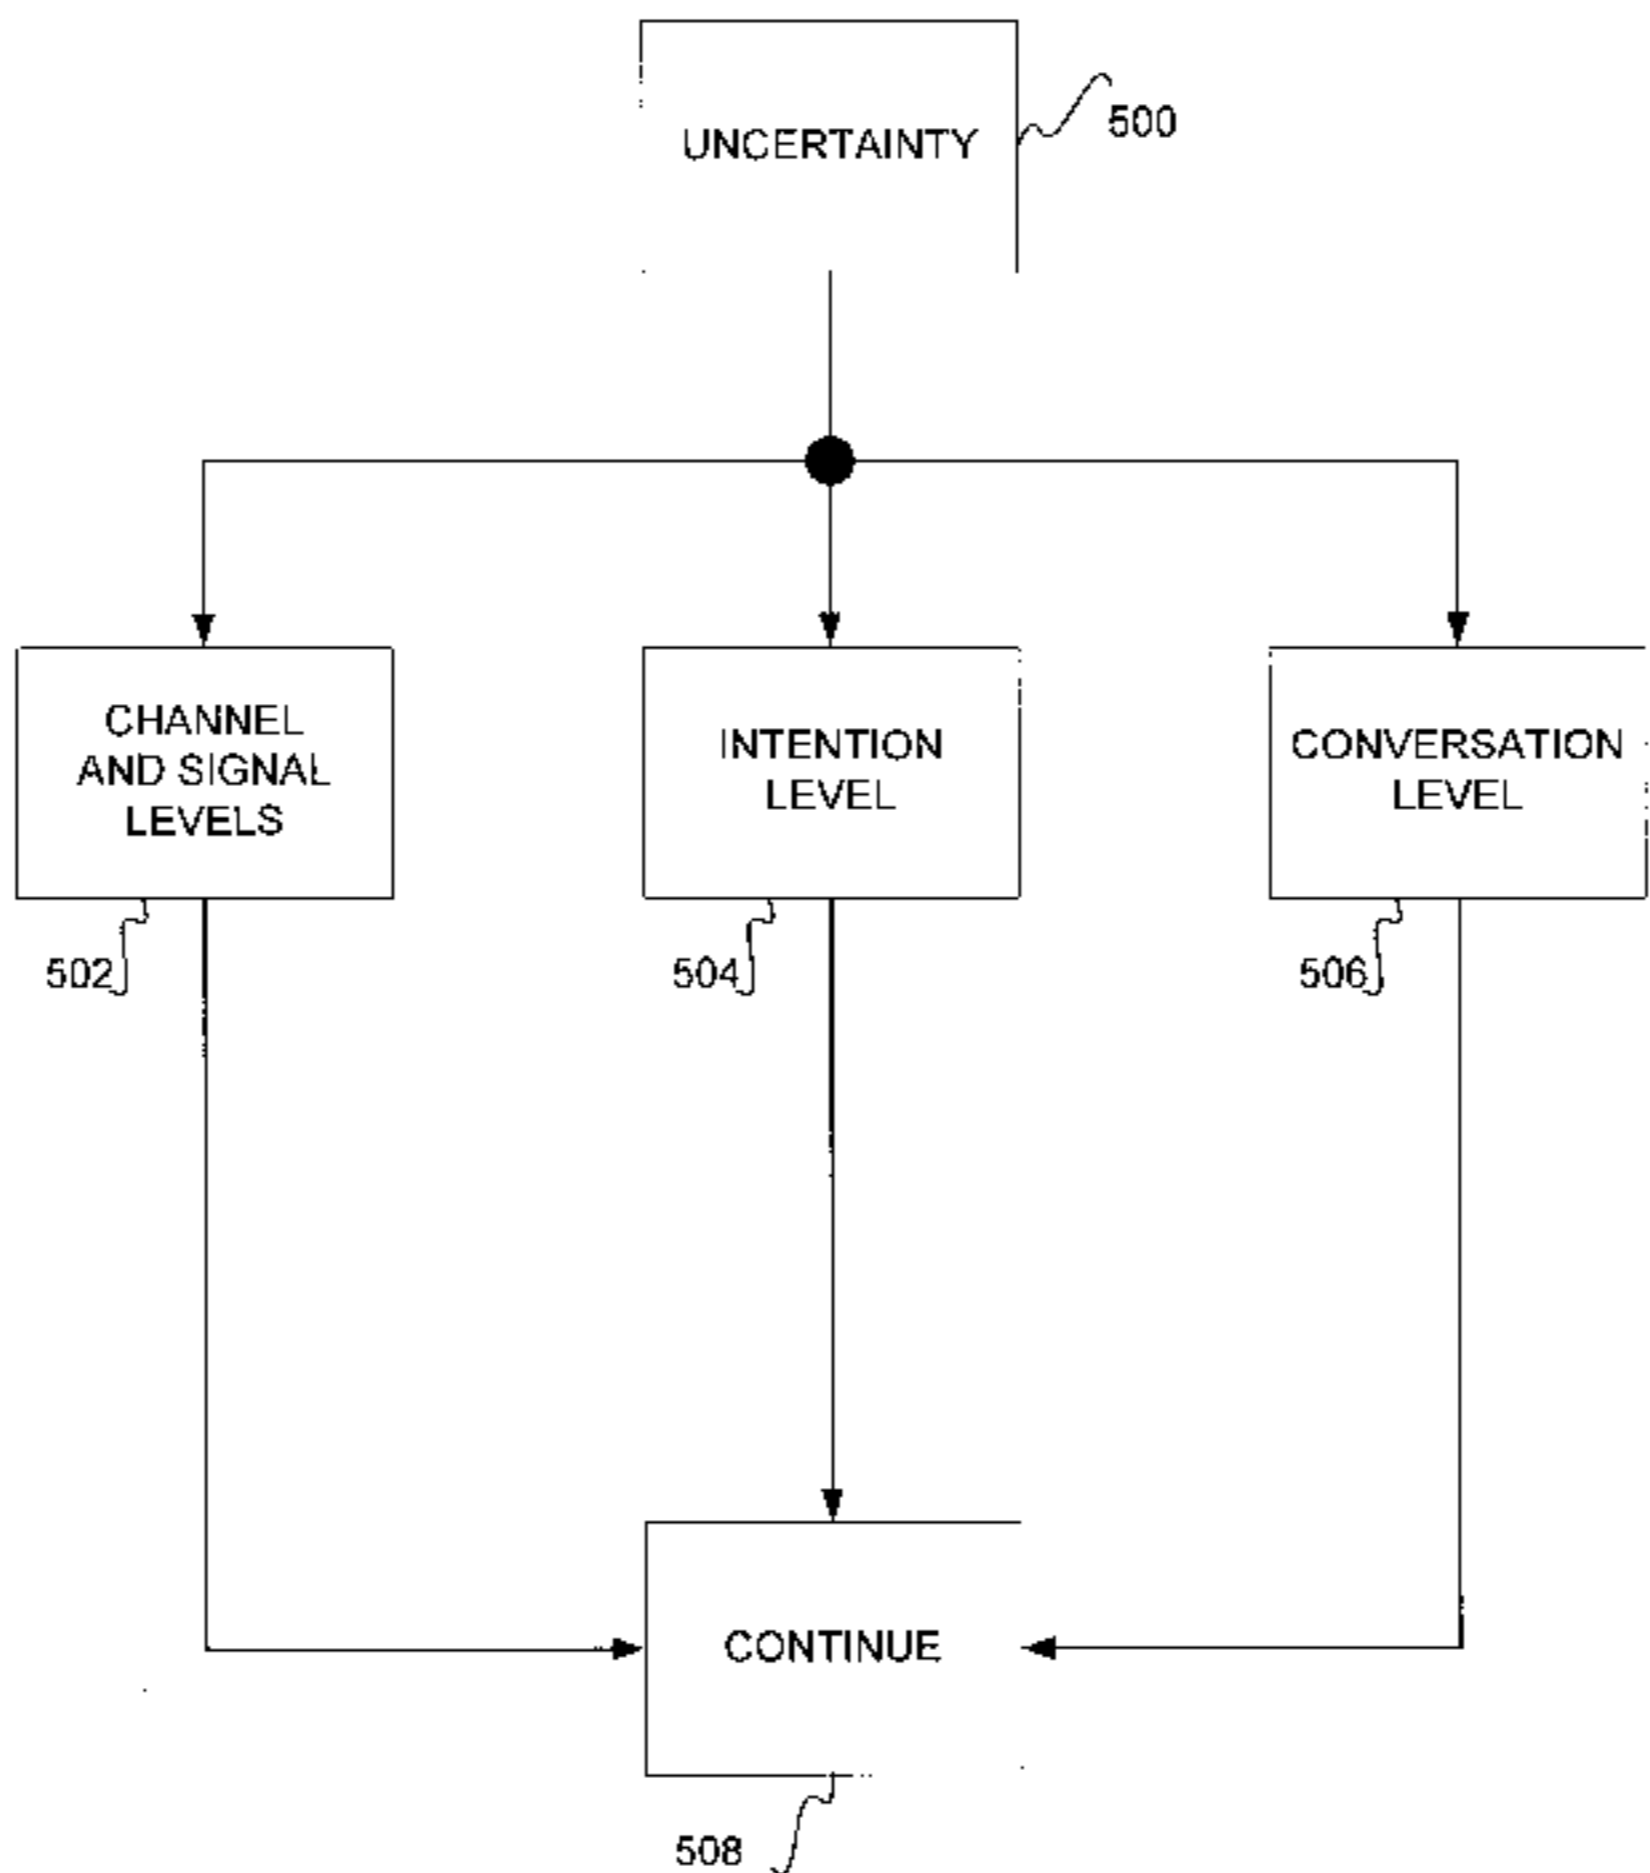 UNCERTAINTY
500
CHANNEL
AND SIGNAL
LEVELS
INTENTION
LEVEL
CONVERSATION
LEVEL
502
504
506
CONTINUE
508